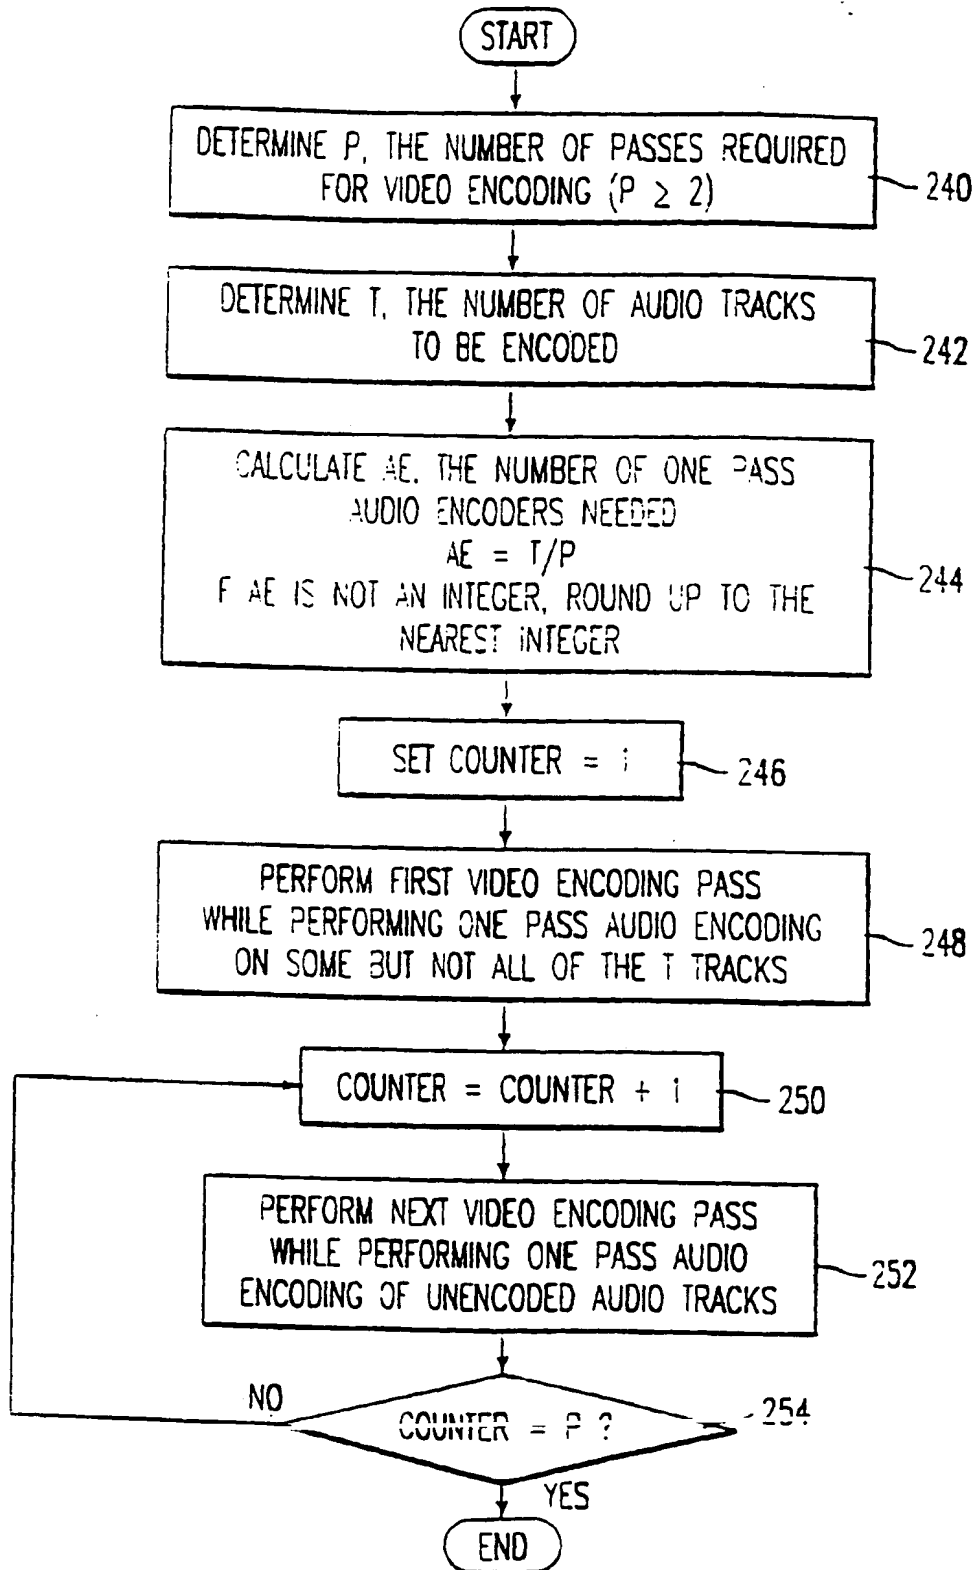 START
DETERMINE P, THE NUMBER OF PASSES REQUIRED
FOR VIDEO ENCODING (P ≥ 2)
240
DETERMINE T, THE NUMBER OF AUDIO TRACKS
TO BE ENCODED
242
CALCULATE AE, THE NUMBER OF ONE PASS
AUDIO ENCODERS NEEDED
AE = T/P
IF AE IS NOT AN INTEGER, ROUND UP TO THE
NEAREST INTEGER
244
SET COUNTER = 1
246
PERFORM FIRST VIDEO ENCODING PASS
WHILE PERFORMING ONE PASS AUDIO ENCODING
ON SOME BUT NOT ALL OF THE T TRACKS
248
COUNTER = COUNTER + 1
250
PERFORM NEXT VIDEO ENCODING PASS
WHILE PERFORMING ONE PASS AUDIO
ENCODING OF UNENCODED AUDIO TRACKS
252
NO
COUNTER = P ?
254
YES
END